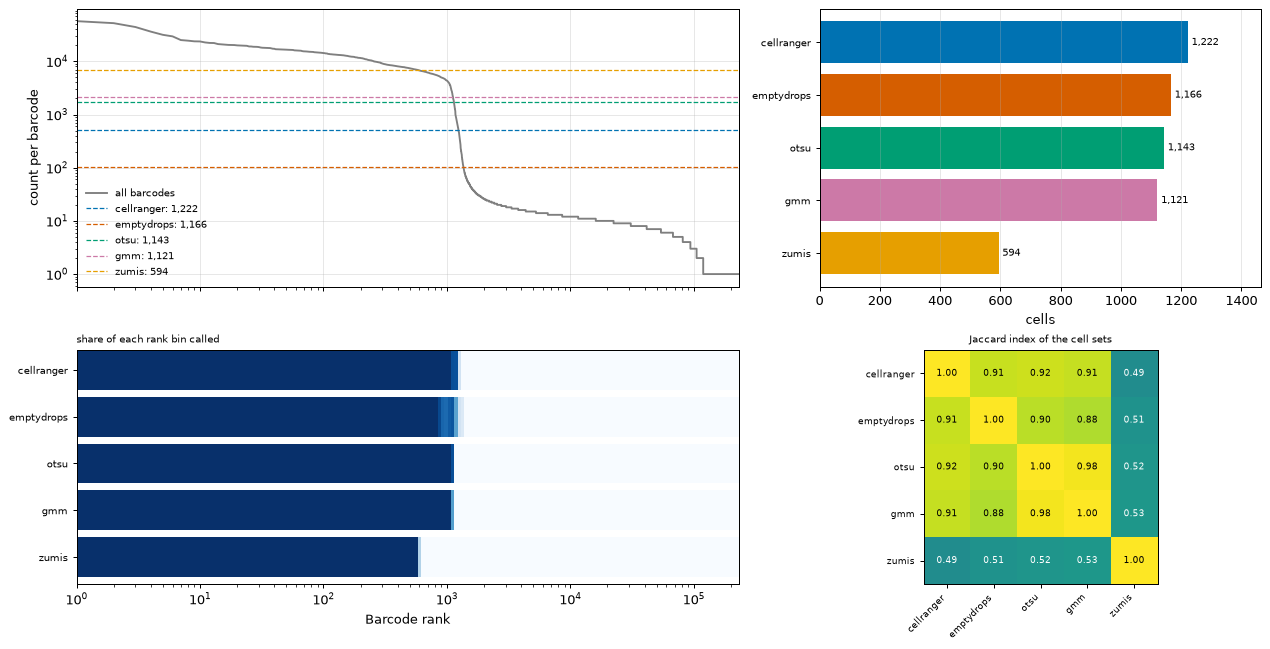 count per barcode
10⁴
10³
10²
10¹
10⁰
all barcodes
cellranger: 1,222
emptydrops: 1,166
otsu: 1,143
gmm: 1,121
zumis: 594
cellranger
1,222
emptydrops
1,166
otsu
1,143
gmm
1,121
zumis
594
0 200 400 600 800 1000 1200 1400
cells
share of each rank bin called
cellranger
emptydrops
otsu
gmm
zumis
10⁰ 10¹ 10² 10³ 10⁴ 10⁵
Barcode rank
Jaccard index of the cell sets
cellranger 1.00 0.91 0.92 0.91 0.49
emptydrops 0.91 1.00 0.90 0.88 0.51
otsu 0.92 0.90 1.00 0.98 0.52
gmm 0.91 0.88 0.98 1.00 0.53
zumis 0.49 0.51 0.52 0.53 1.00
cellranger emptydrops otsu gmm zumis